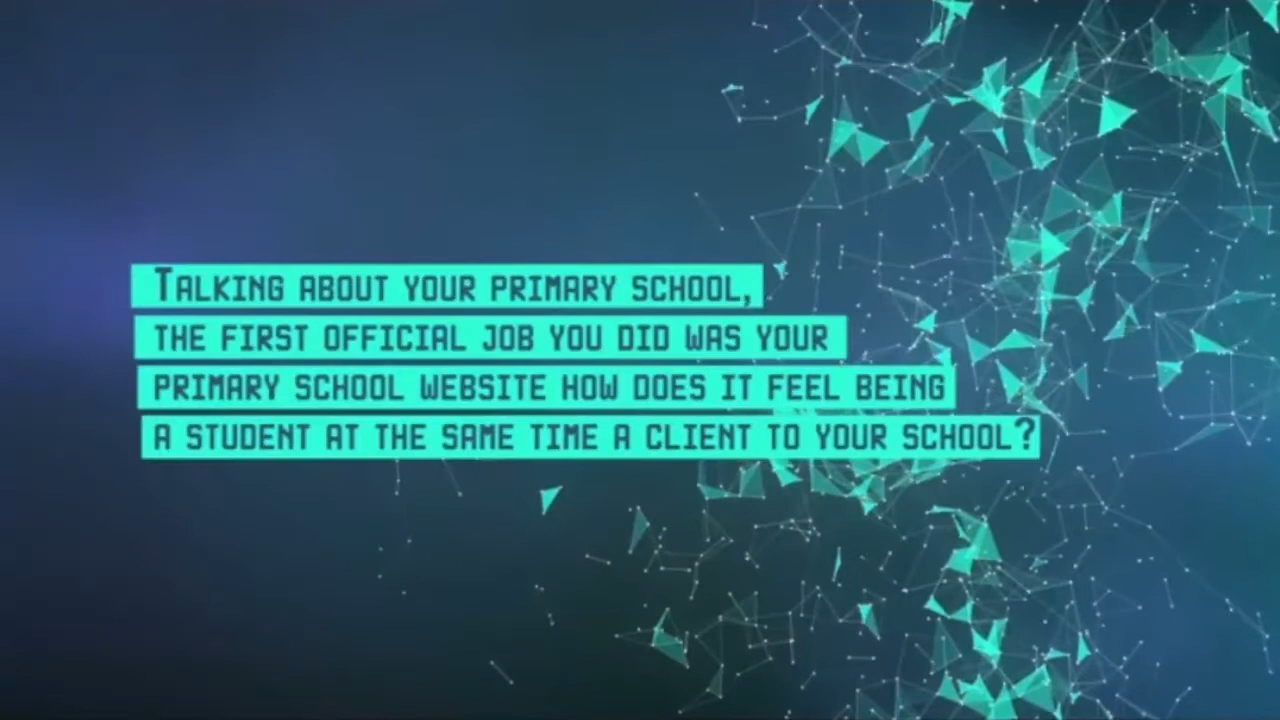 Talking about your primary school,
the first official job you did was your
primary school website how does it feel being
a student at the same time a client to your school?